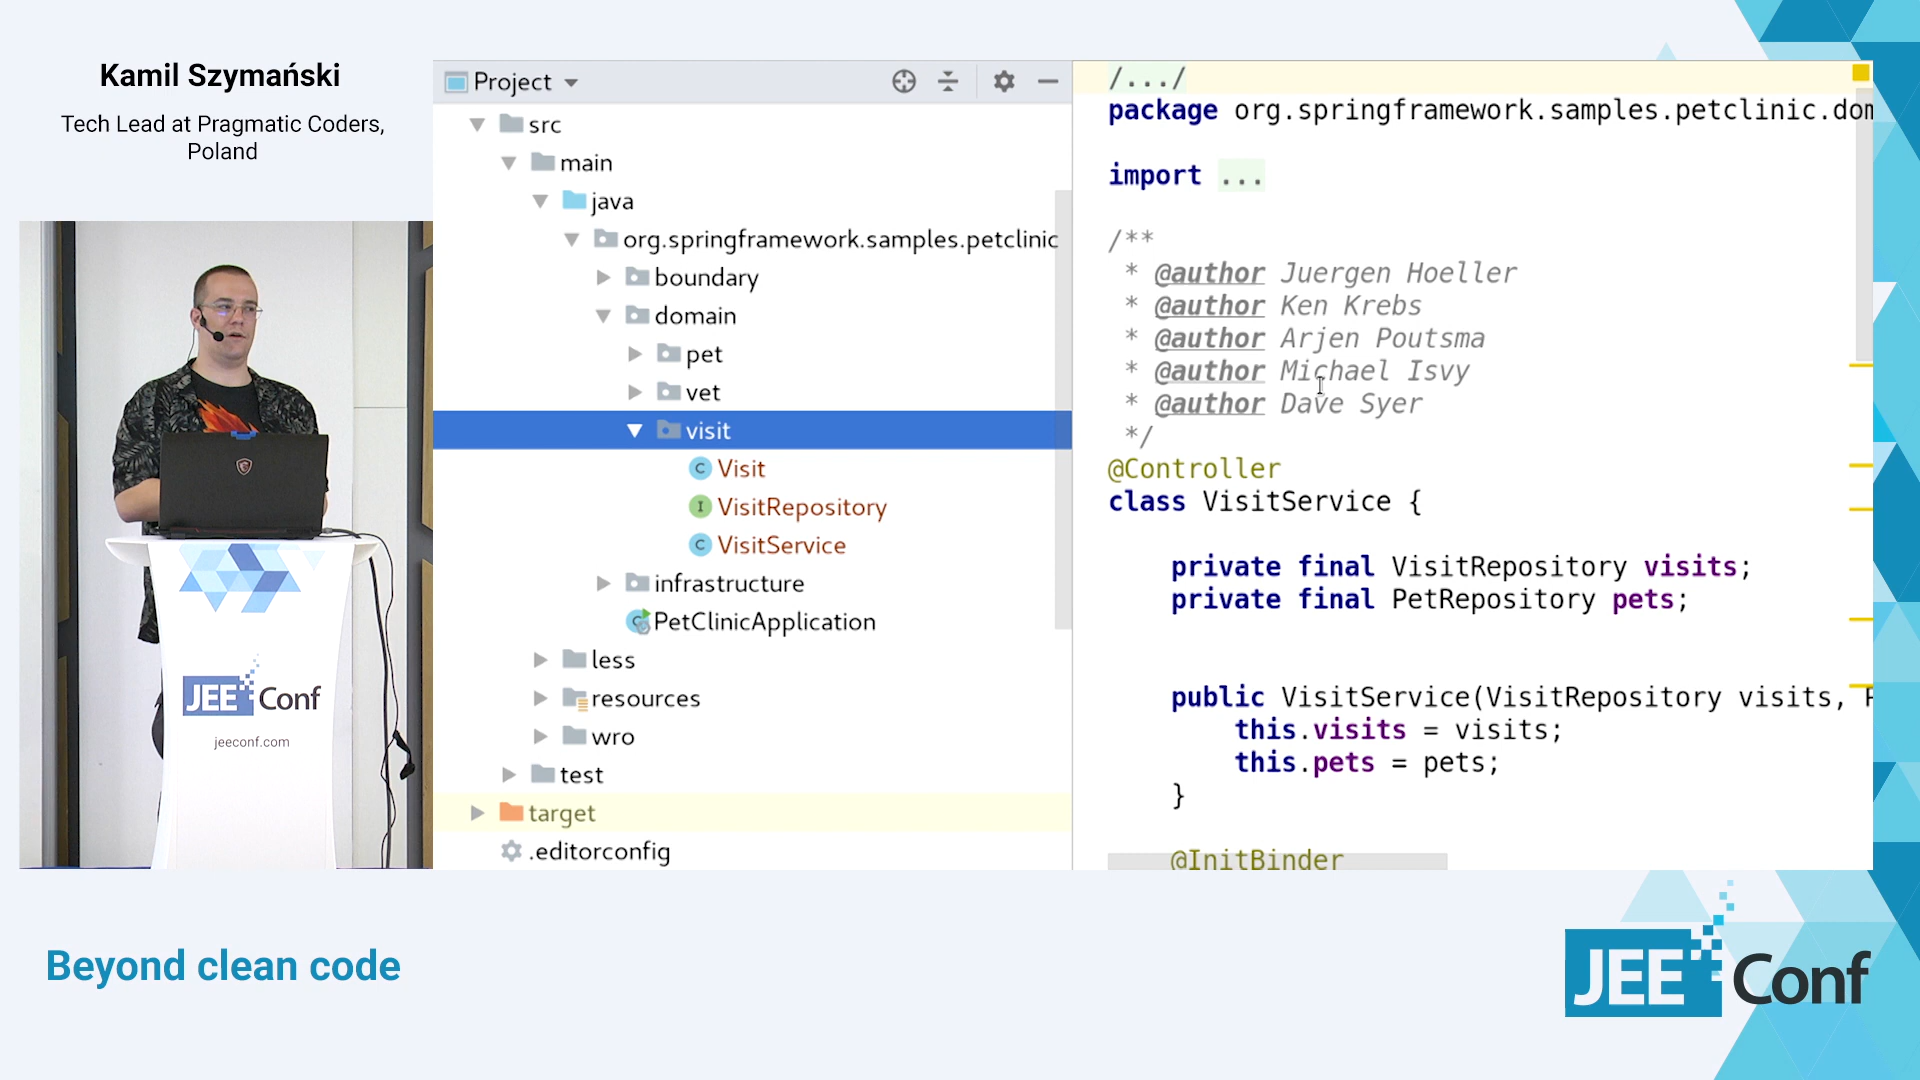 Kamil Szymański
Tech Lead at Pragmatic Coders,
Poland
Project
src
main
java
org.springframework.samples.petclinic
boundary
domain
pet
vet
visit
Visit
VisitRepository
VisitService
infrastructure
PetClinicApplication
less
resources
wro
test
target
.editorconfig
/.../
package org.springframework.samples.petclinic.dom
import ...
/**
* @author Juergen Hoeller
* @author Ken Krebs
* @author Arjen Poutsma
* @author Michael Isvy
* @author Dave Syer
*/
@Controller
class VisitService {
private final VisitRepository visits;
private final PetRepository pets;
public VisitService(VisitRepository visits, P
this.visits = visits;
this.pets = pets;
}
@InitBinder
JEE Conf
jeeconf.com
Beyond clean code
JEE Conf